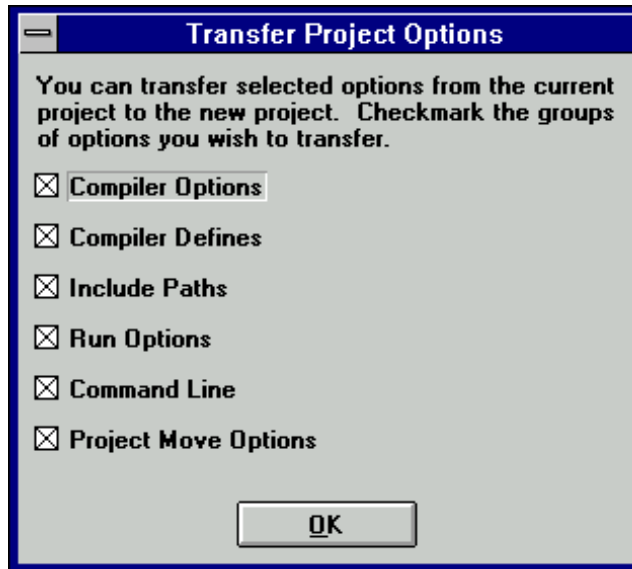 Transfer Project Options
You can transfer selected options from the current
project to the new project.  Checkmark the groups
of options you wish to transfer.
Compiler Options
Compiler Defines
Include Paths
Run Options
Command Line
Project Move Options
OK